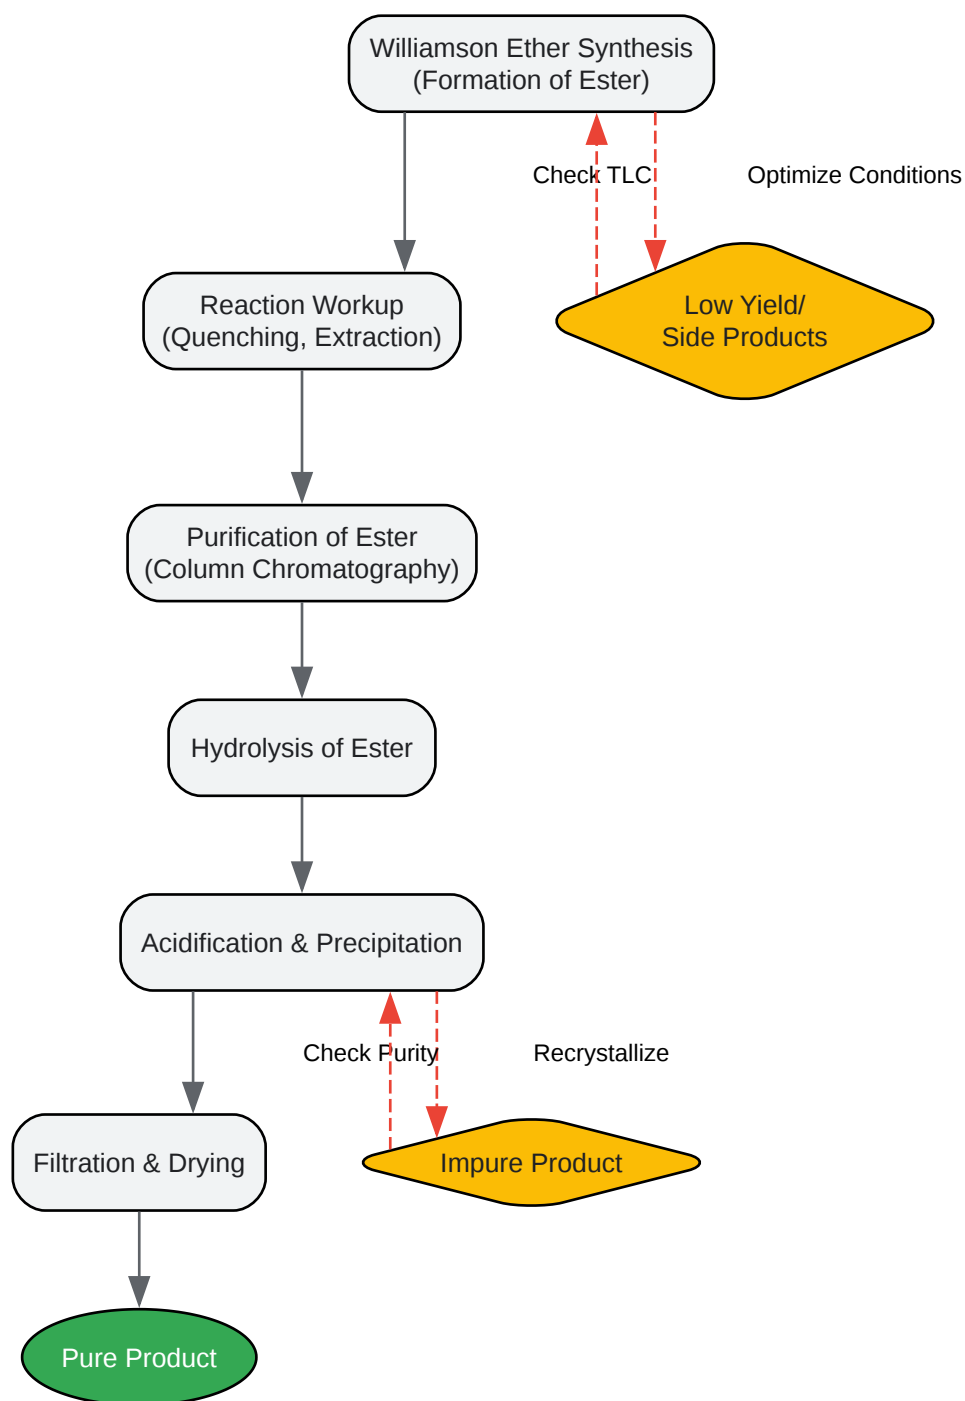 Williamson Ether Synthesis
(Formation of Ester)
Check TLC
Optimize Conditions
Reaction Workup
(Quenching, Extraction)
Low Yield/
Side Products
Purification of Ester
(Column Chromatography)
Hydrolysis of Ester
Acidification & Precipitation
Check Purity
Recrystallize
Filtration & Drying
Impure Product
Pure Product